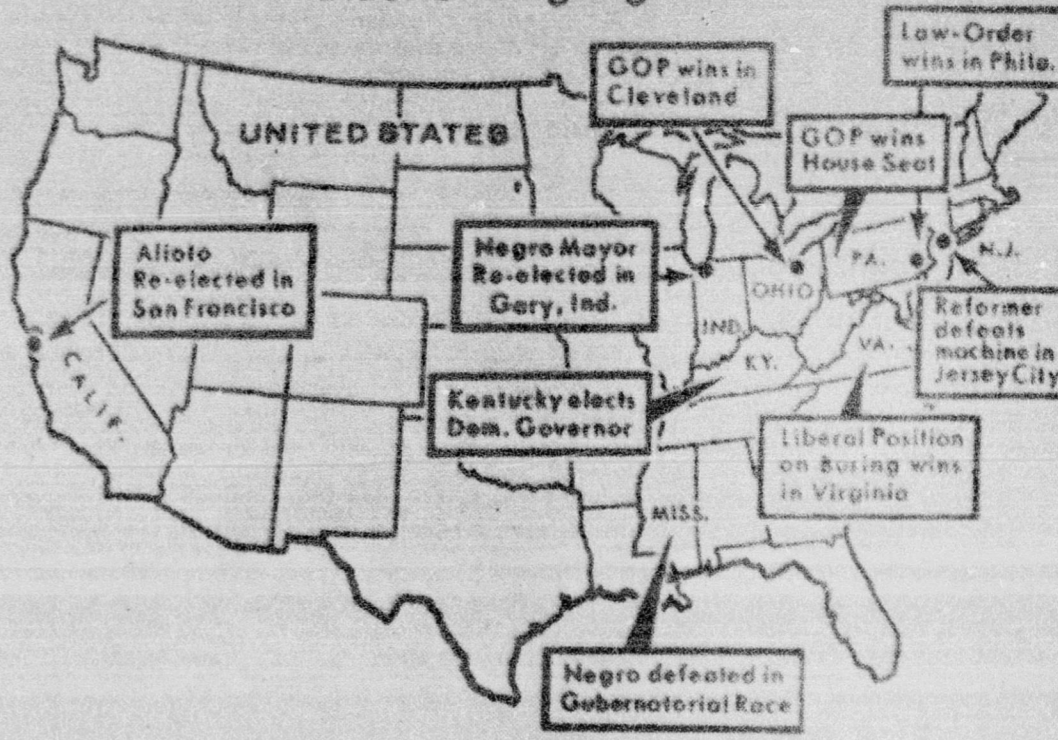 Law-Order
wins in Phila.
GOP wins in
Cleveland
GOP wins
House Seat
UNITED STATES
Alioto
Re-elected in
San Francisco
Negro Mayor
Re-elected in
Gary, Ind.
PA.
N.J.
OHIO
IND.
Reformer
defeats
machine in
Jersey City
VA.
KY.
CALIF
Kentucky elects
Dem. Governor
Liberal Position
on Busing wins
in Virginia
MISS.
Negro defeated in
Gubernatorial Race